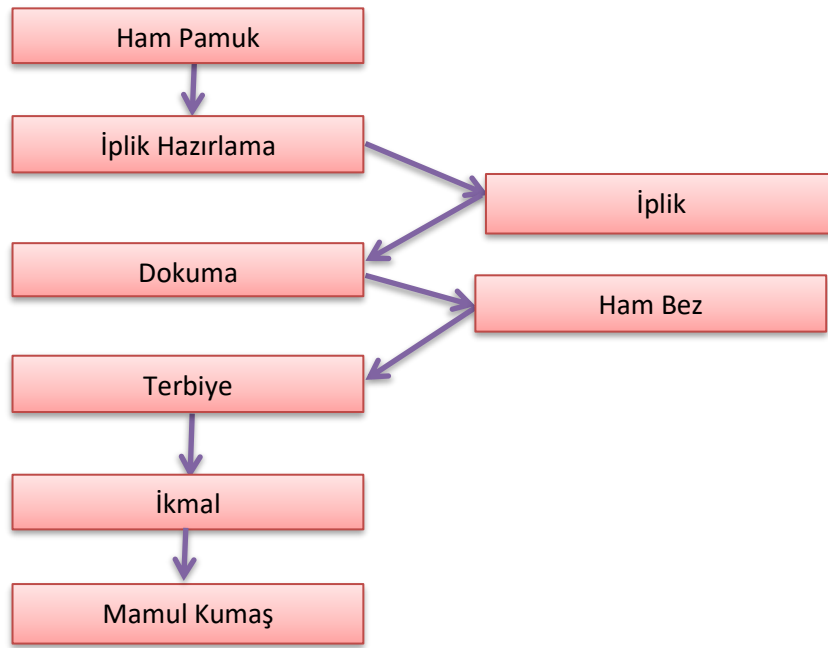 Ham Pamuk
İplik Hazırlama
İplik
Dokuma
Ham Bez
Terbiye
İkmal
Mamul Kumaş